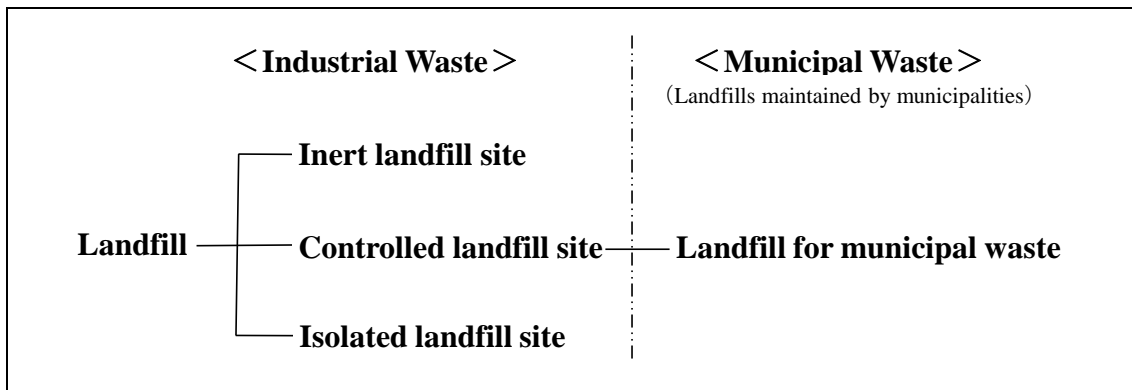 ＜Industrial Waste＞
＜Municipal Waste＞
（Landfills maintained by municipalities）
Inert landfill site
Landfill
Controlled landfill site
Landfill for municipal waste
Isolated landfill site